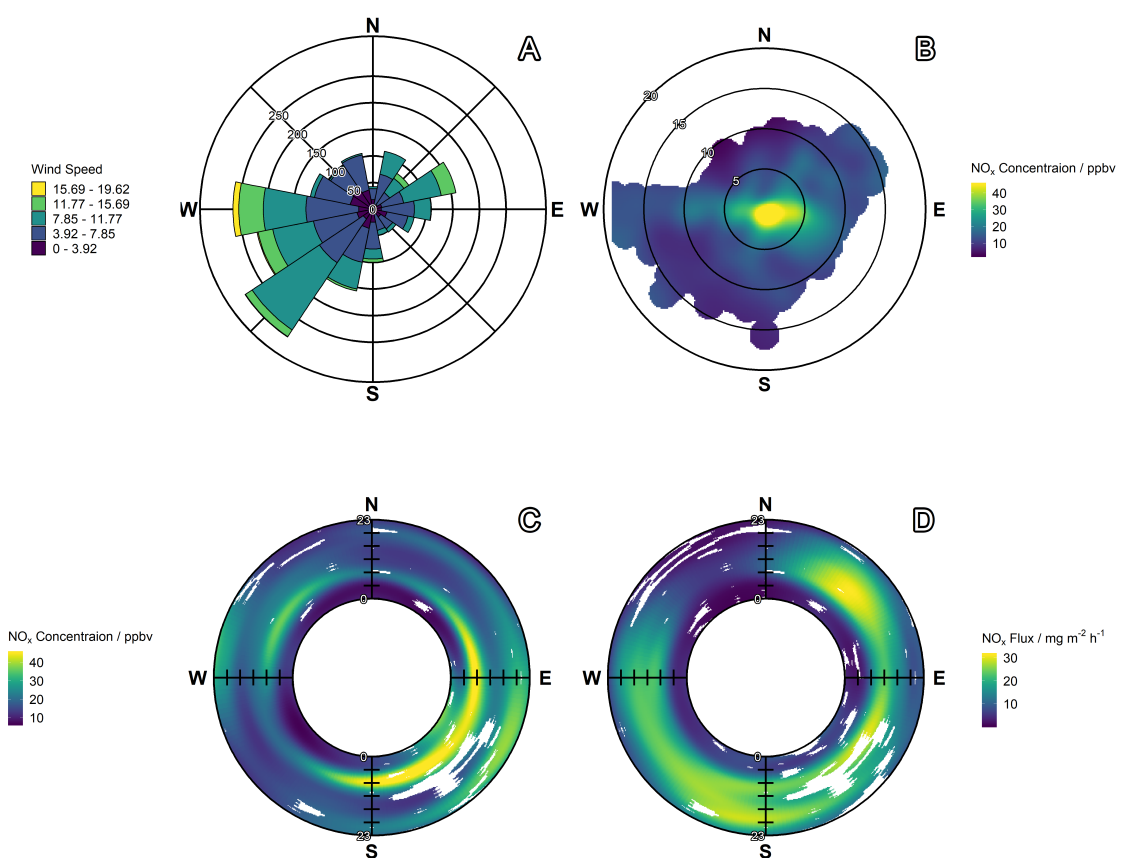 N
A
250
200
150
100
50
0
W
E
S
Wind Speed
15.69 - 19.62
11.77 - 15.69
7.85 - 11.77
3.92 - 7.85
0 - 3.92
N
B
20
15
10
5
W
E
S
NOₓ Concentraion / ppbv
40
30
20
10
N
C
23
0
W
E
0
23
S
NOₓ Concentraion / ppbv
40
30
20
10
N
D
23
0
W
E
0
23
S
NOₓ Flux / mg m⁻² h⁻¹
30
20
10